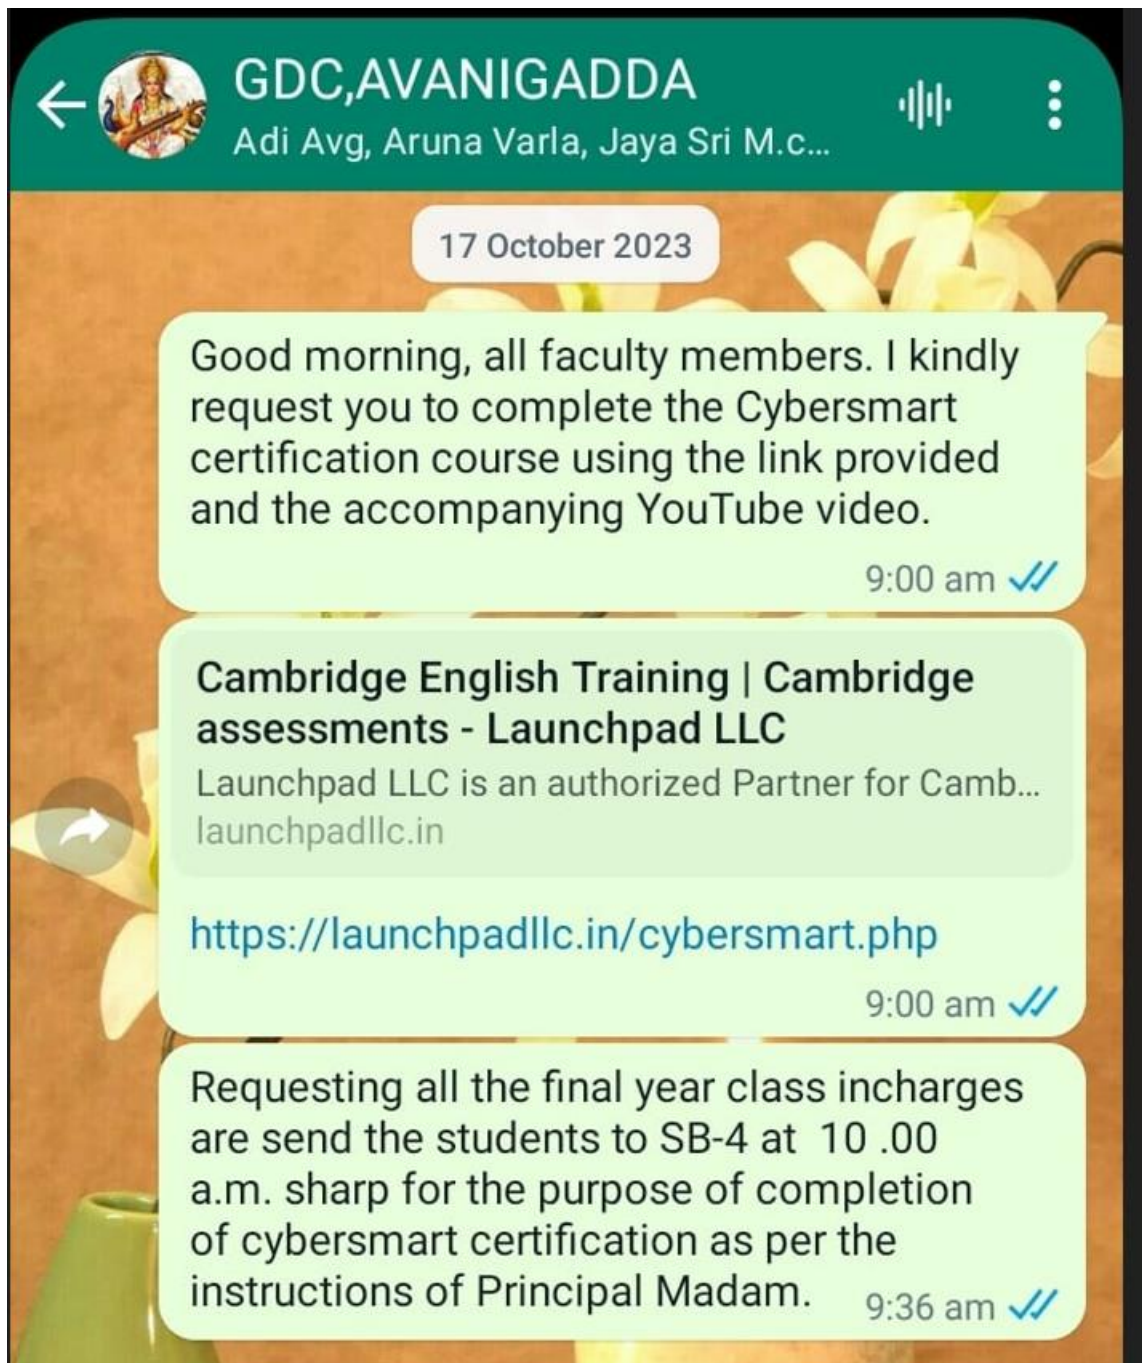 GDC,AVANIGADDA
Adi Avg, Aruna Varla, Jaya Sri M.c...
17 October 2023
Good morning, all faculty members. I kindly
request you to complete the Cybersmart
certification course using the link provided
and the accompanying YouTube video.
9:00 am
Cambridge English Training | Cambridge
assessments - Launchpad LLC
Launchpad LLC is an authorized Partner for Camb...
launchpadllc.in
https://launchpadllc.in/cybersmart.php
9:00 am
Requesting all the final year class incharges
are send the students to SB-4 at  10 .00
a.m. sharp for the purpose of completion
of cybersmart certification as per the
instructions of Principal Madam.
9:36 am